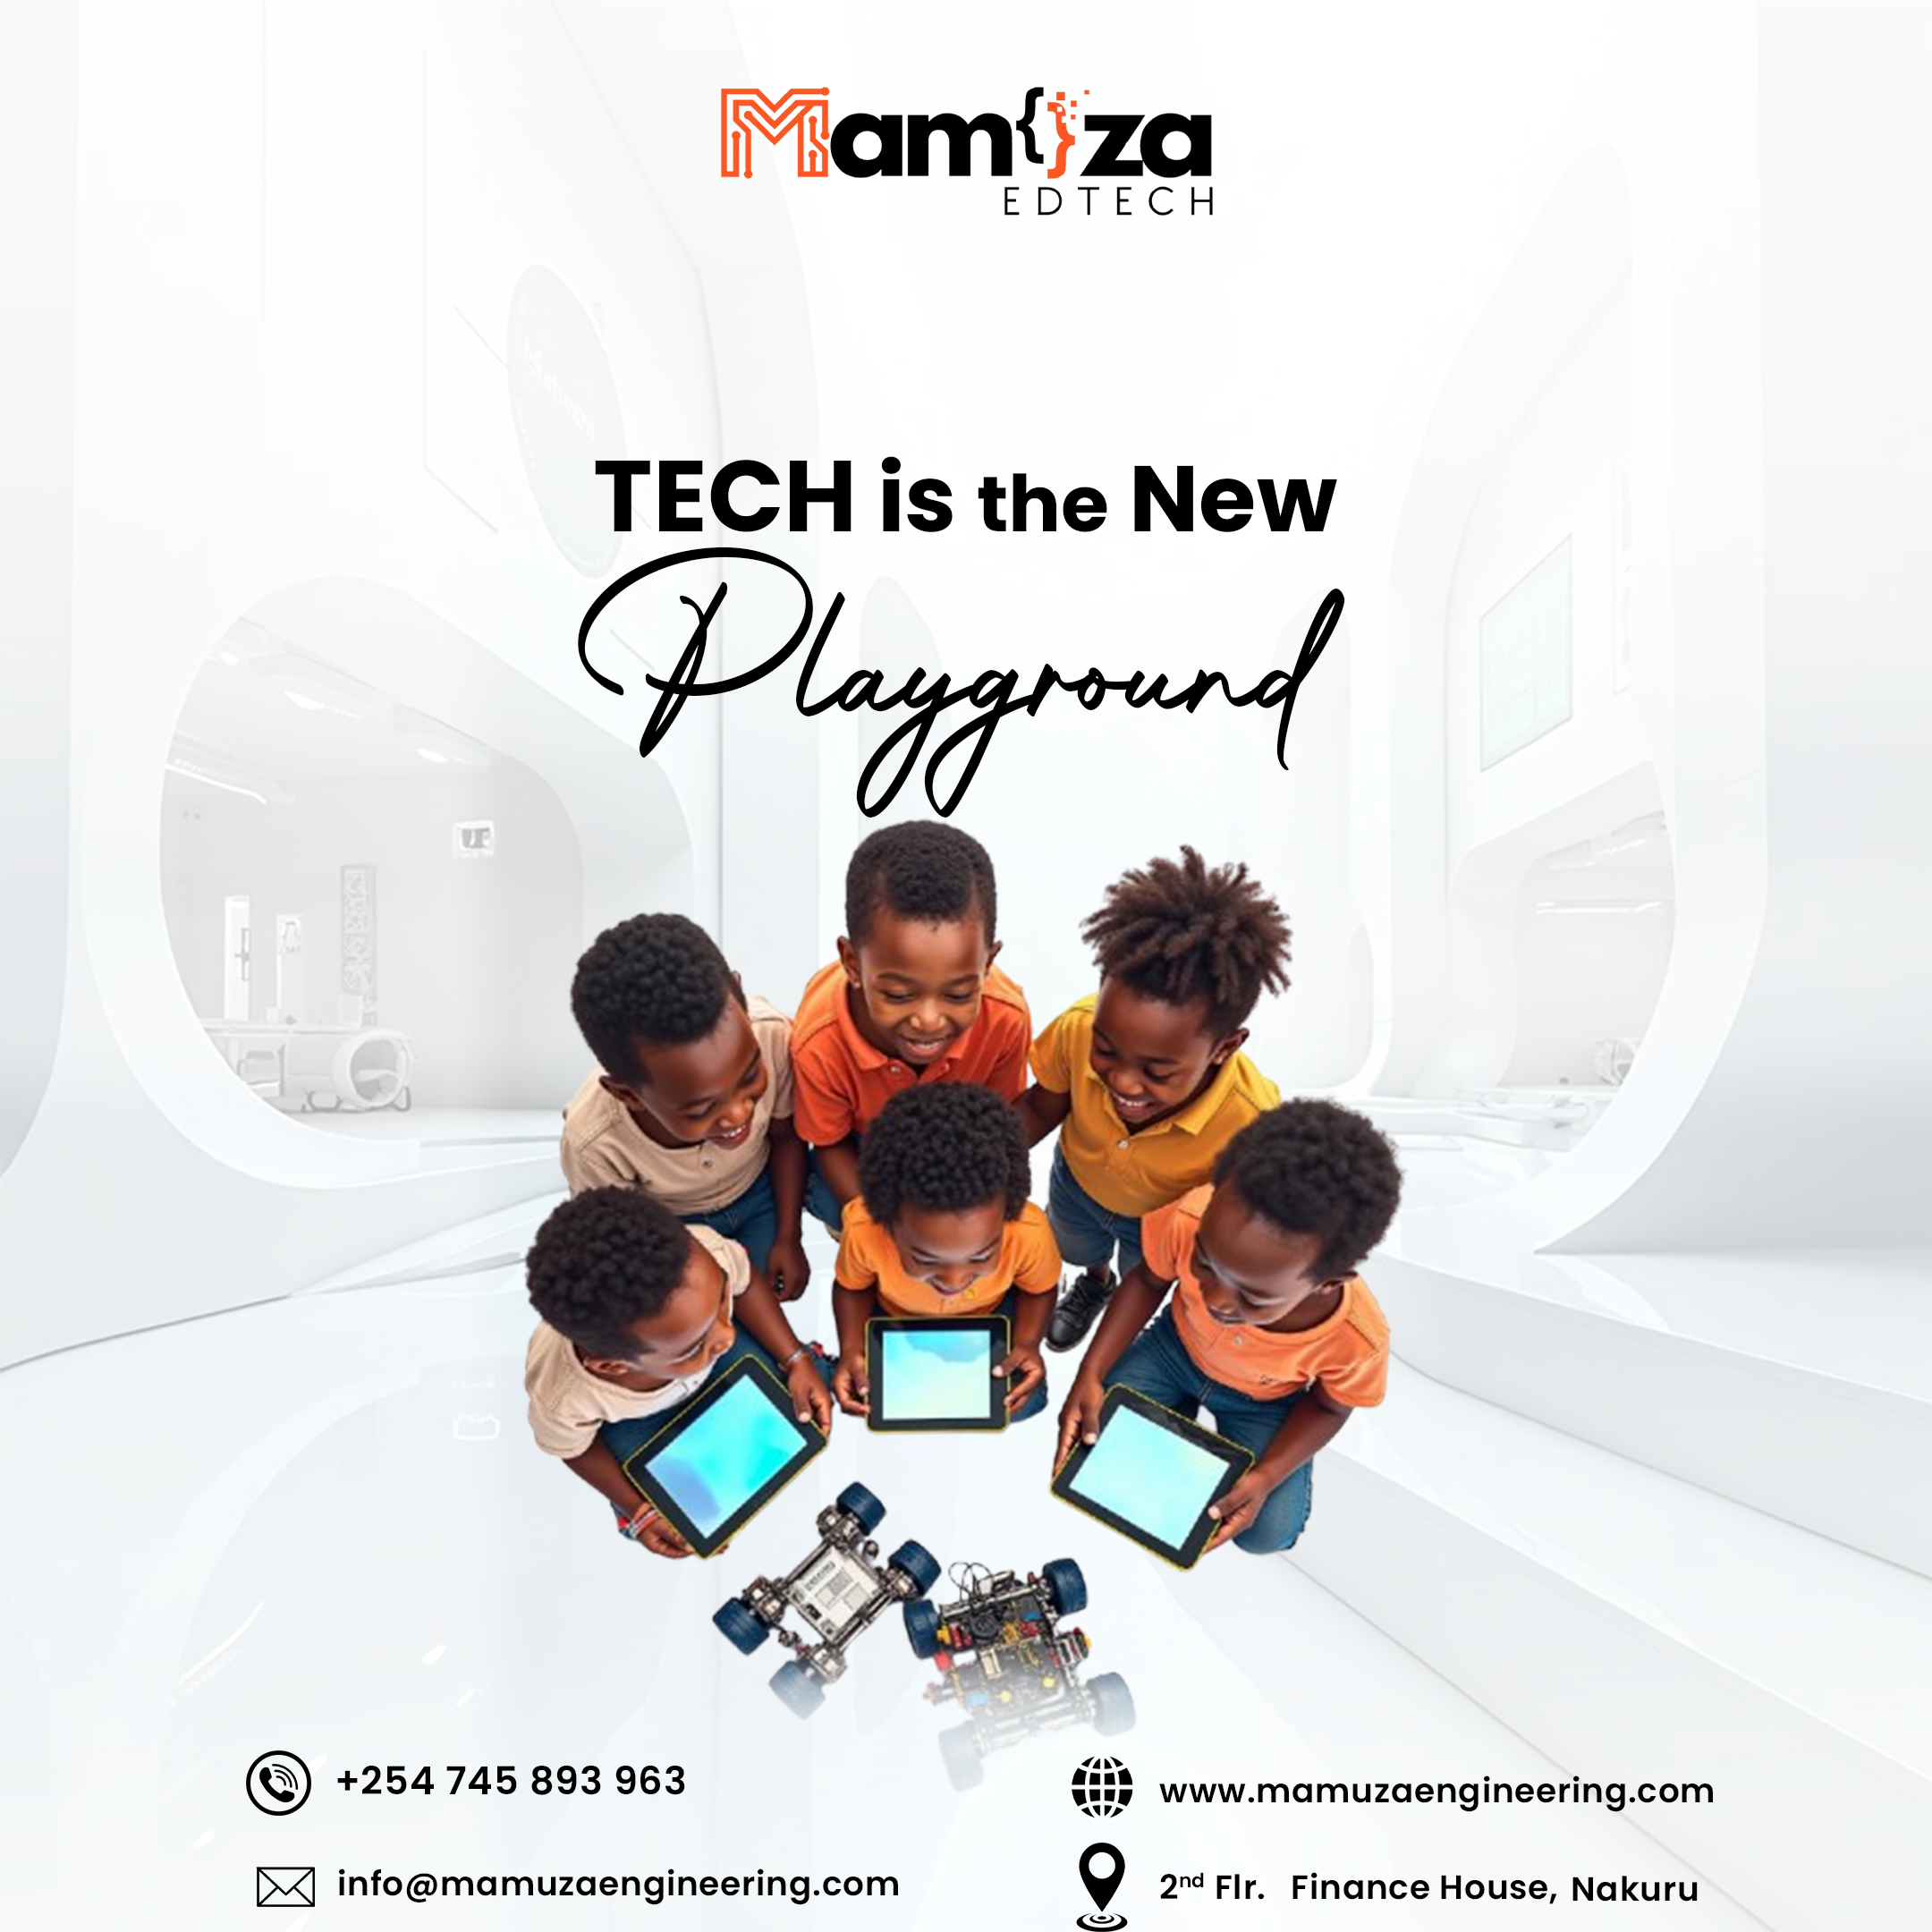 Mam{}za
EDTECH
TECH is the New
Playground
+254 745 893 963
www.mamuzaengineering.com
info@mamuzaengineering.com
2nd Flr. Finance House, Nakuru